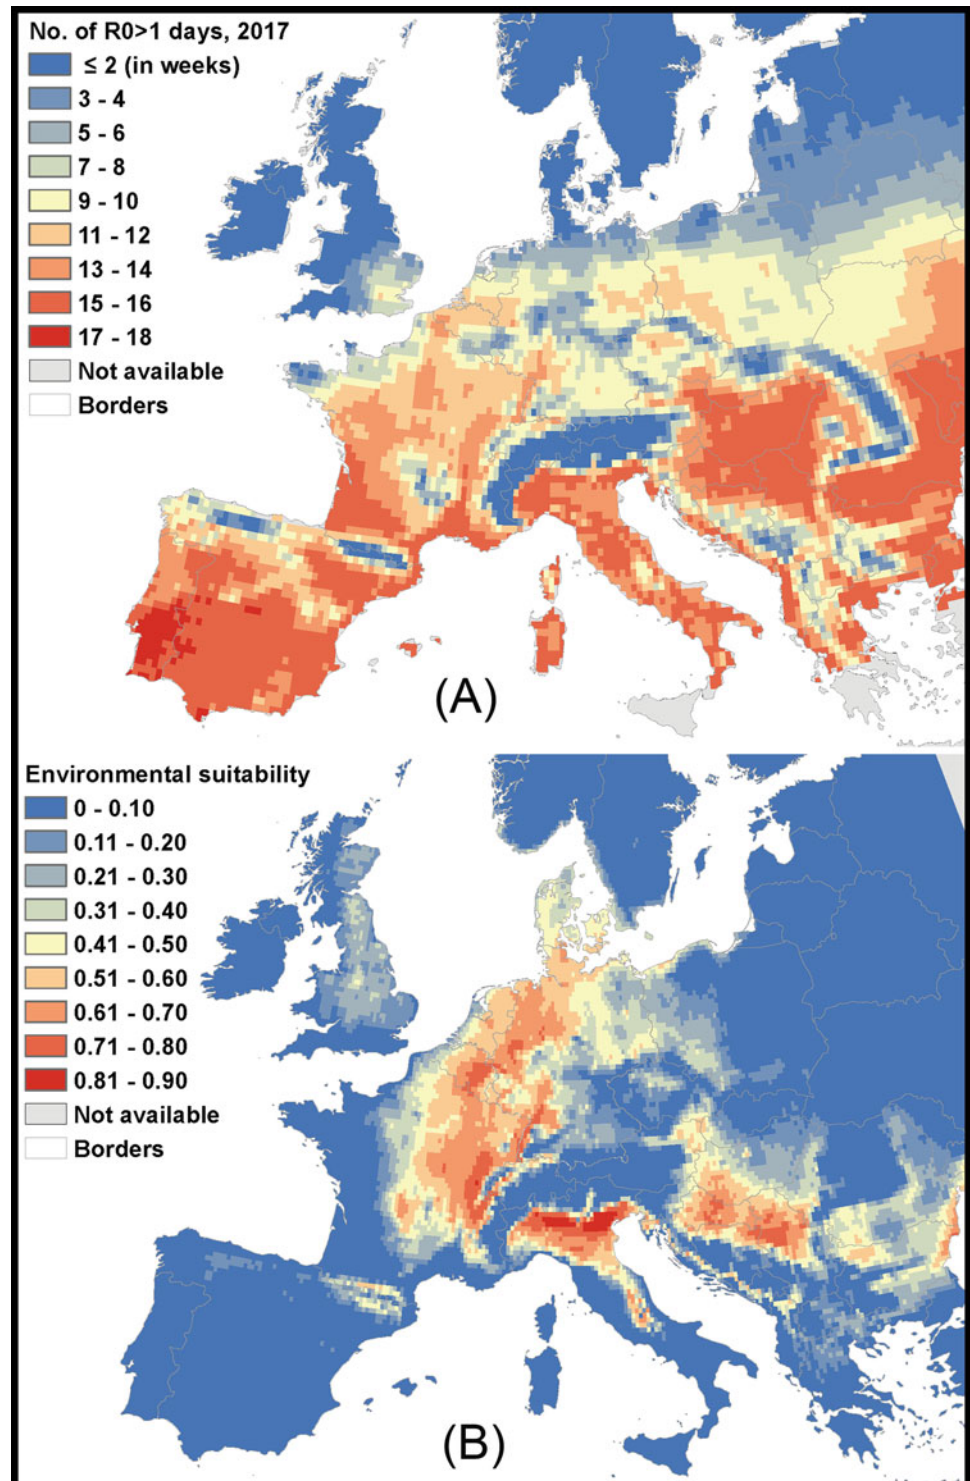 No. of R0>1 days, 2017
≤ 2 (in weeks)
3 - 4
5 - 6
7 - 8
9 - 10
11 - 12
13 - 14
15 - 16
17 - 18
Not available
Borders
(A)
Environmental suitability
0 - 0.10
0.11 - 0.20
0.21 - 0.30
0.31 - 0.40
0.41 - 0.50
0.51 - 0.60
0.61 - 0.70
0.71 - 0.80
0.81 - 0.90
Not available
Borders
(B)